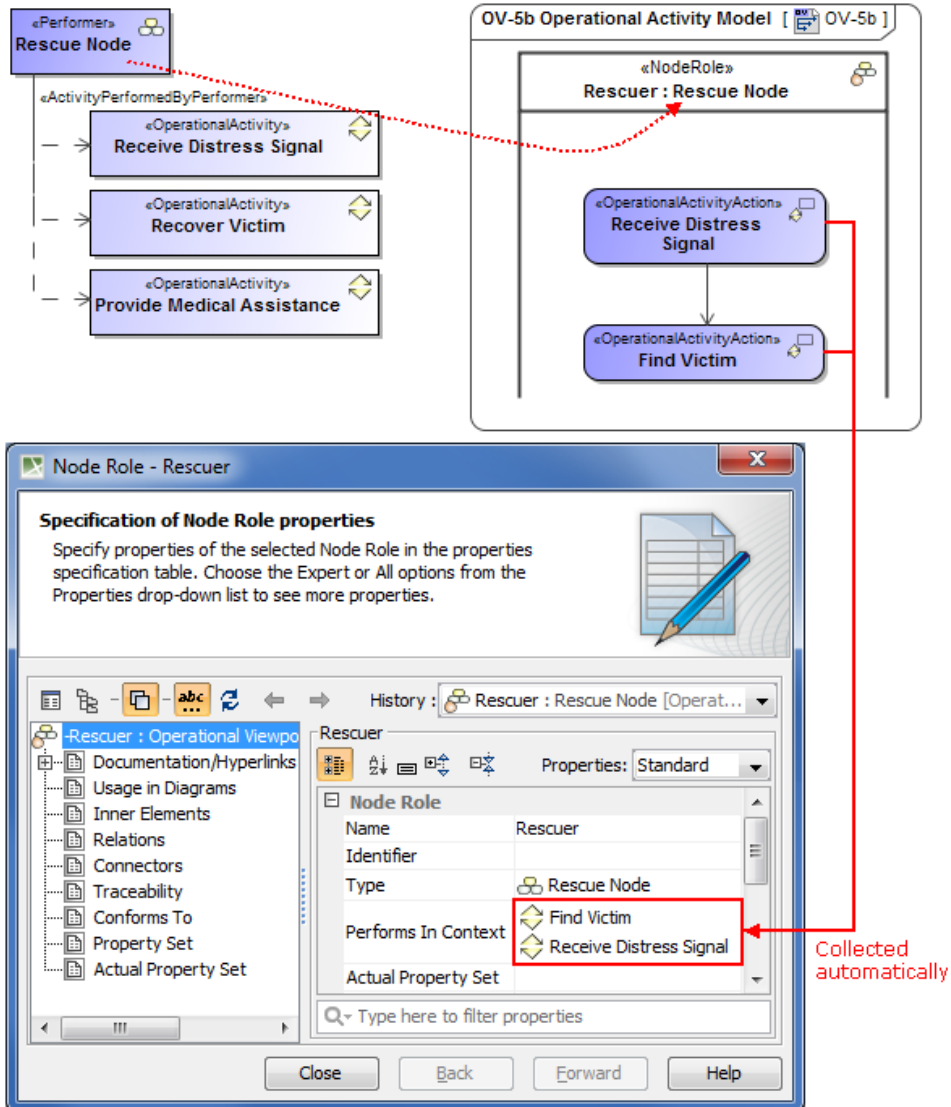 «Performer»
Rescue Node
«ActivityPerformedByPerformer»
«OperationalActivity»
Receive Distress Signal
«OperationalActivity»
Recover Victim
«OperationalActivity»
Provide Medical Assistance
OV-5b Operational Activity Model [ OV-5b ]
«NodeRole»
Rescuer : Rescue Node
«OperationalActivityAction»
Receive Distress
Signal
«OperationalActivityAction»
Find Victim
Node Role - Rescuer
Specification of Node Role properties
Specify properties of the selected Node Role in the properties
specification table. Choose the Expert or All options from the
Properties drop-down list to see more properties.
History : Rescuer : Rescue Node [Operat...
-Rescuer : Operational Viewpo
Documentation/Hyperlinks
Usage in Diagrams
Inner Elements
Relations
Connectors
Traceability
Conforms To
Property Set
Actual Property Set
Rescuer
Properties: Standard
Node Role
Name Rescuer
Identifier
Type Rescue Node
Performs In Context Find Victim
Receive Distress Signal
Actual Property Set
Type here to filter properties
Collected
automatically
Close Back Forward Help